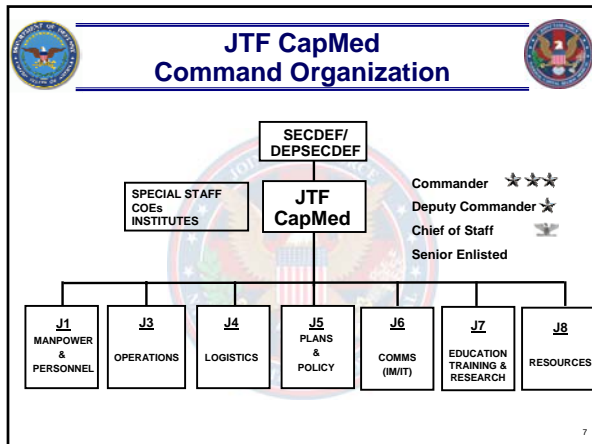 JTF CapMed
Command Organization
SECDEF/
DEPSECDEF
SPECIAL STAFF
COEs
INSTITUTES
JTF
CapMed
Commander
Deputy Commander
Chief of Staff
Senior Enlisted
J1
MANPOWER
&
PERSONNEL
J3
OPERATIONS
J4
LOGISTICS
J5
PLANS
&
POLICY
J6
COMMS
(IM/IT)
J7
EDUCATION
TRAINING &
RESEARCH
J8
RESOURCES
7